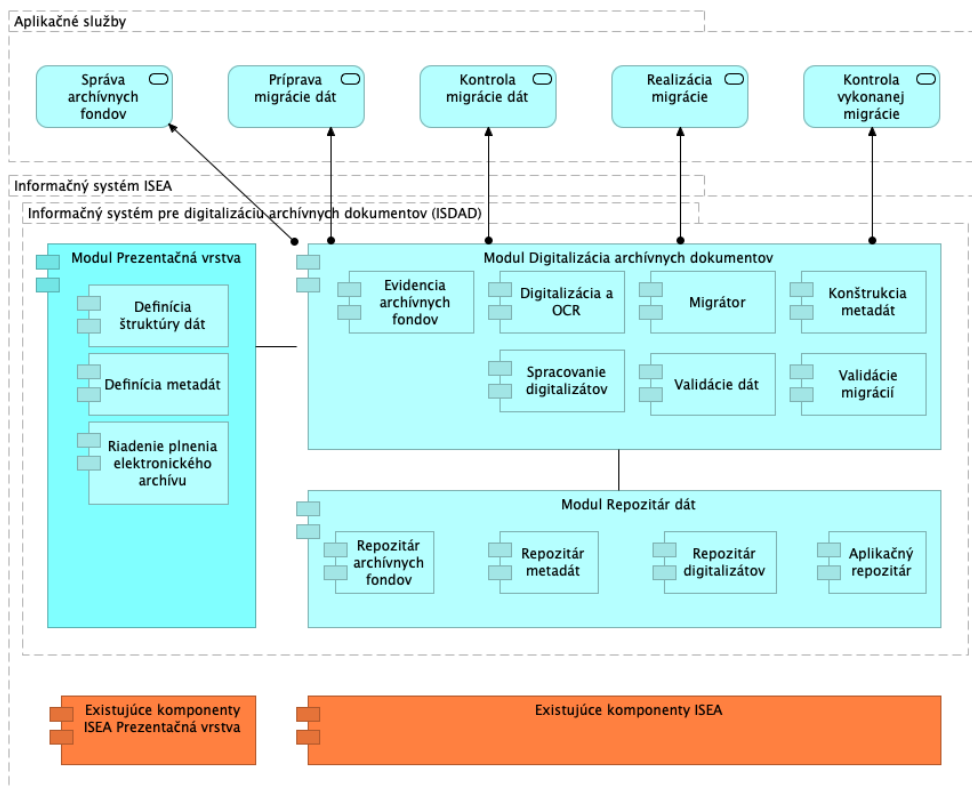 Aplikačné služby
Správa
archívnych
fondov
Príprava
migrácie dát
Kontrola
migrácie dát
Realizácia
migrácie
Kontrola
vykonanej
migrácie
Informačný systém ISEA
Informačný systém pre digitalizáciu archívnych dokumentov (ISDAD)
Modul Prezentačná vrstva
Definícia
štruktúry dát
Definícia metadát
Riadenie plnenia
elektronického
archívu
Modul Digitalizácia archívnych dokumentov
Evidencia
archívnych
fondov
Digitalizácia a
OCR
Migrátor
Konštrukcia
metadát
Spracovanie
digitalizátov
Validácie dát
Validácie
migrácií
Modul Repozitár dát
Repozitár
archívnych
fondov
Repozitár
metadát
Repozitár
digitalizátov
Aplikačný
repozitár
Existujúce komponenty
ISEA Prezentačná vrstva
Existujúce komponenty ISEA